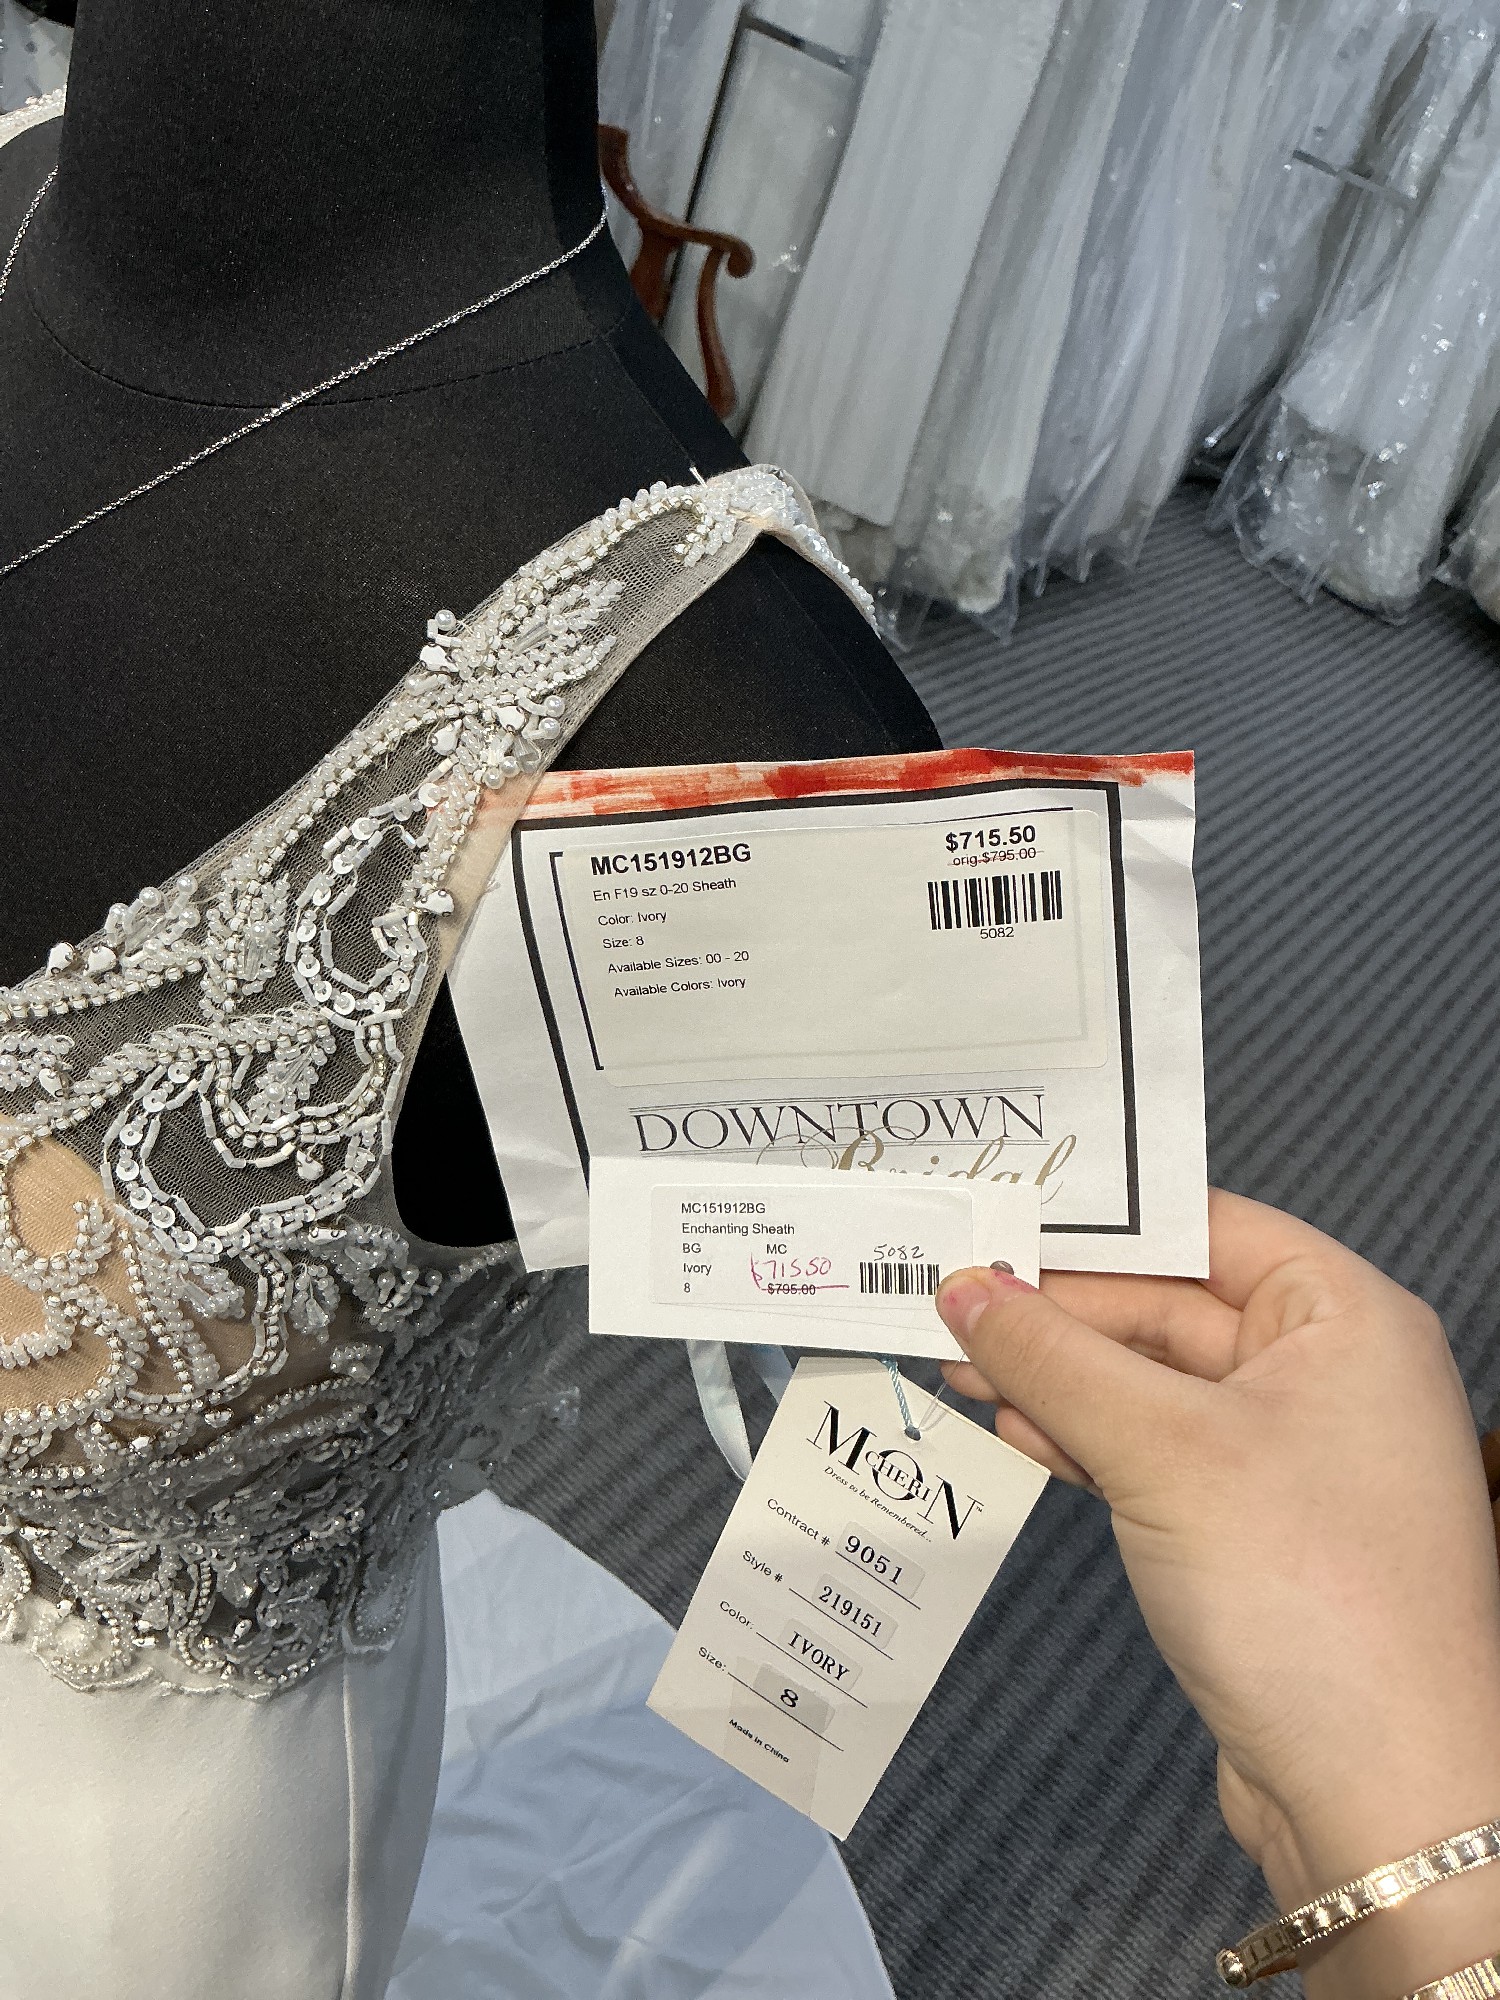 MC151912BG
$715.50
orig.$795.00
En F19 sz 0-20 Sheath
Color: Ivory
Size: 8
Available Sizes: 00 - 20
Available Colors: Ivory
5082
DOWNTOWN
Bridal
MC151912BG
Enchanting Sheath
BG MC 5082
Ivory $715.50
8 $795.00
MON
CHERI™
Dress to be Remembered...
Contract # 9051
Style # 219151
Color: IVORY
Size: 8
Made in China